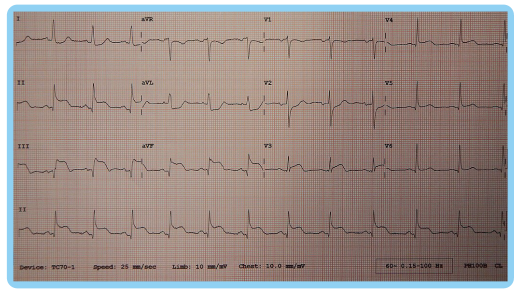 I aVR V1 V4
II aVL V2 V5
III aVF V3 V6
II
Device: TC70-1 Speed: 25 mm/sec Limb: 10 mm/mV Chest: 10.0 mm/mV 60~ 0.15-100 Hz PH100B CL